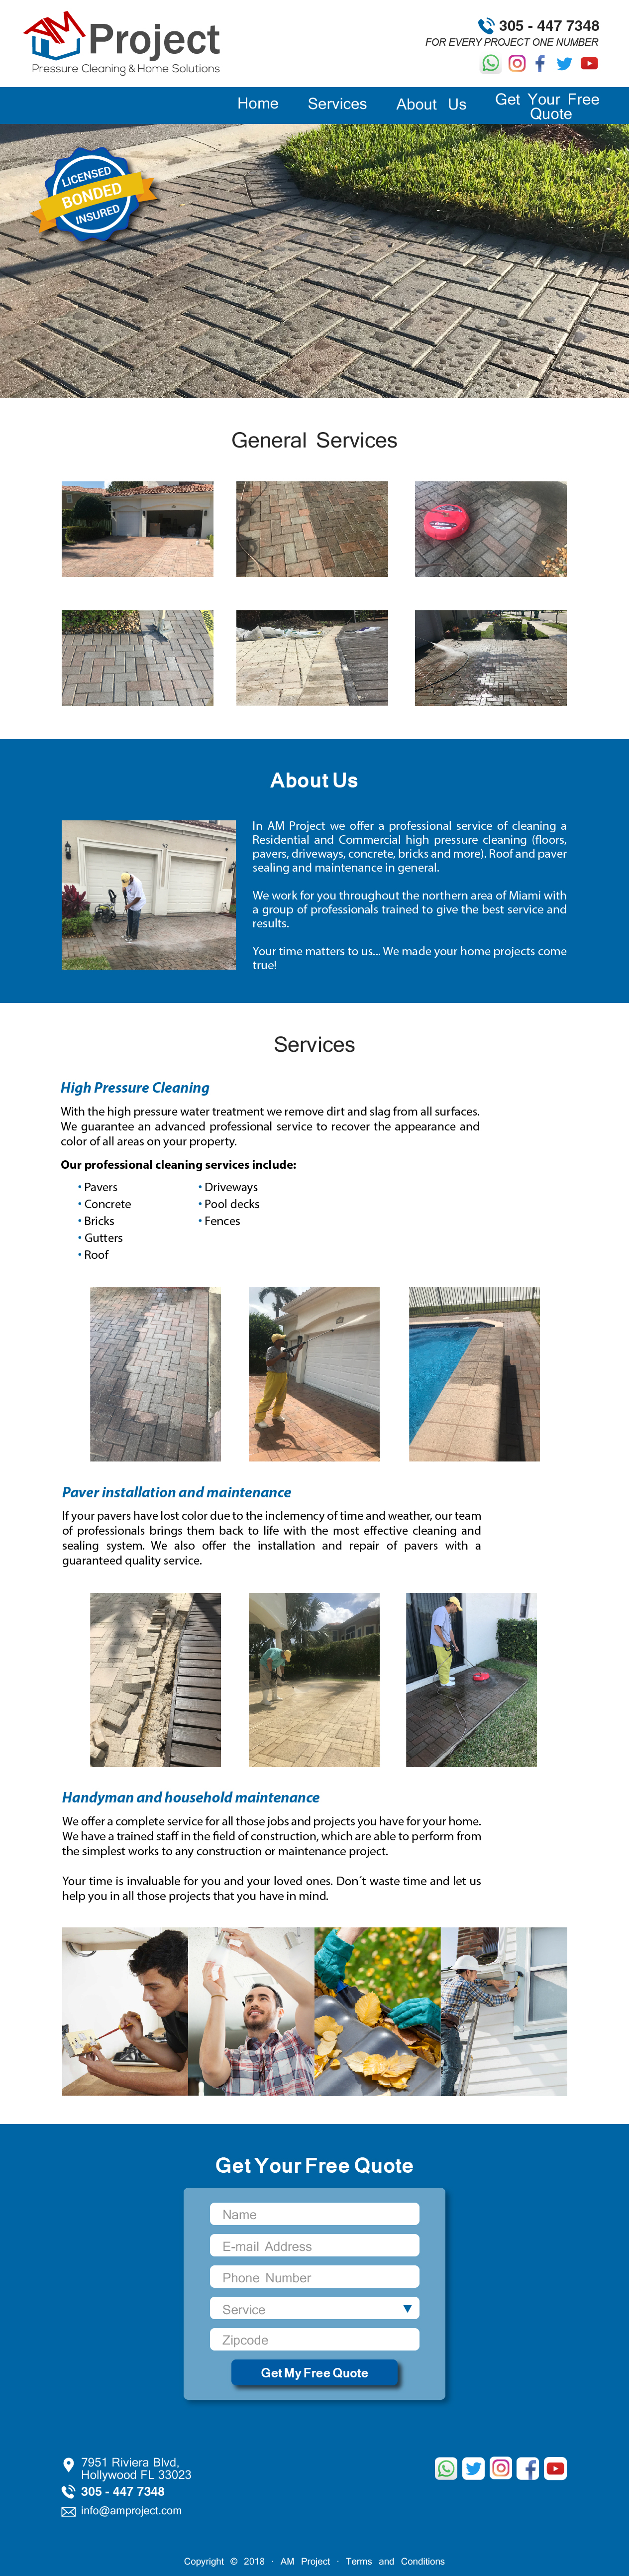 AM Project
Pressure Cleaning & Home Solutions
305 - 447 7348
FOR EVERY PROJECT ONE NUMBER
Home
Services
About Us
Get Your Free
Quote
LICENSED
BONDED
INSURED
General Services
About Us
In AM Project we offer a professional service of cleaning a
Residential and Commercial high pressure cleaning (floors,
pavers, driveways, concrete, bricks and more). Roof and paver
sealing and maintenance in general.
We work for you throughout the northern area of Miami with
a group of professionals trained to give the best service and
results.
Your time matters to us... We made your home projects come
true!
Services
High Pressure Cleaning
With the high pressure water treatment we remove dirt and slag from all surfaces.
We guarantee an advanced professional service to recover the appearance and
color of all areas on your property.
Our professional cleaning services include:
• Pavers
• Concrete
• Bricks
• Gutters
• Roof
• Driveways
• Pool decks
• Fences
Paver installation and maintenance
If your pavers have lost color due to the inclemency of time and weather, our team
of professionals brings them back to life with the most effective cleaning and
sealing system. We also offer the installation and repair of pavers with a
guaranteed quality service.
Handyman and household maintenance
We offer a complete service for all those jobs and projects you have for your home.
We have a trained staff in the field of construction, which are able to perform from
the simplest works to any construction or maintenance project.
Your time is invaluable for you and your loved ones. Don´t waste time and let us
help you in all those projects that you have in mind.
Get Your Free Quote
Name
E-mail Address
Phone Number
Service
Zipcode
Get My Free Quote
7951 Riviera Blvd,
Hollywood FL 33023
305 - 447 7348
info@amproject.com
Copyright © 2018 · AM Project · Terms and Conditions